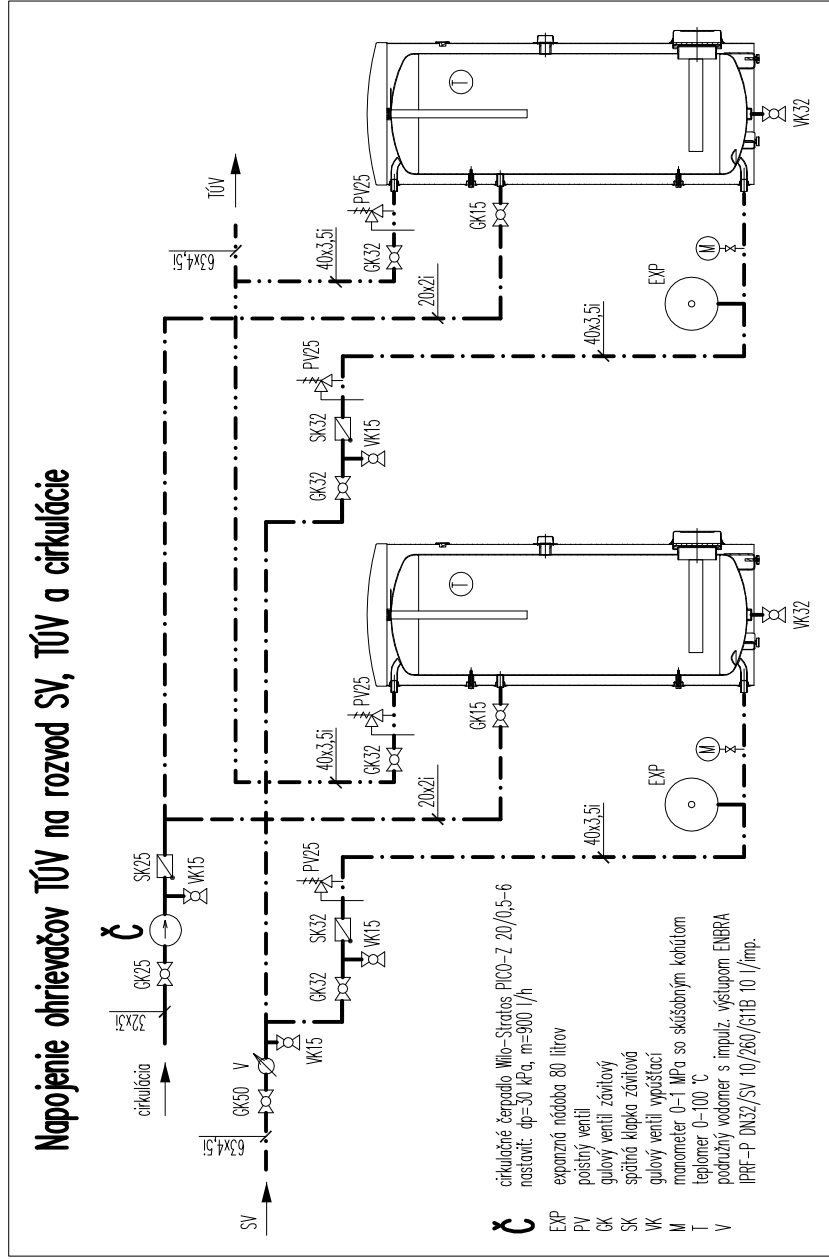 Napojenie ohrievačov TÚV na rozvod SV, TÚV a cirkulácie
cirkulácia
32x3i
GK25
Č
VK15
SK25
SV
63x4,5i
GK50
V
VK15
GK32
VK15
SK32
PV25
40x3,5i
20x2i
40x3,5i
GK32
PV25
GK15
EXP
M
T
VK32
GK32
VK15
SK32
PV25
40x3,5i
20x2i
40x3,5i
63x4,5i
TÚV
GK32
PV25
GK15
EXP
M
T
VK32
Č cirkulačné čerpadlo Wilo-Stratos PICO-Z 20/0,5-6
nastaviť: dp=30 kPa, m=900 l/h
EXP expanzná nádoba 80 litrov
PV poistný ventil
GK guľový ventil závitový
SK spätná klapka závitová
VK guľový ventil vypúšťací
M manometer 0-1 MPa so skúšobným kohútom
T teplomer 0-100 °C
V podružný vodomer s impulz. výstupom ENBRA
IPRF-P DN32/SV 10/260/G11B 10 l/imp.